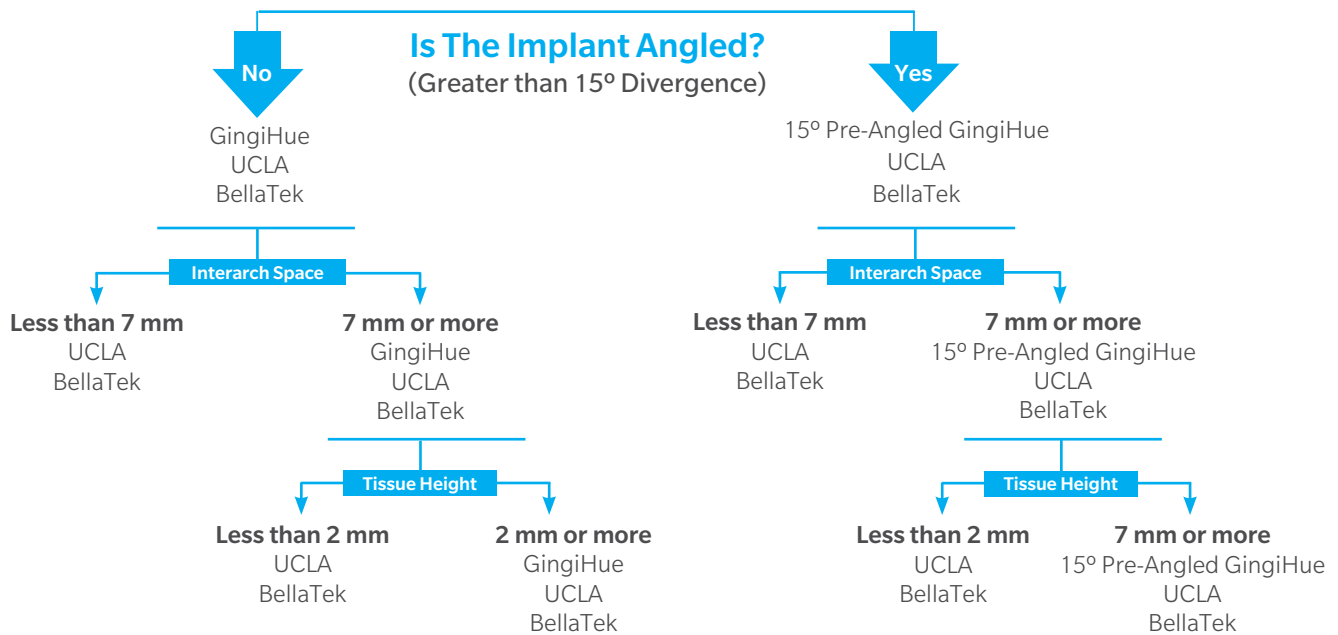 Is The Implant Angled?
(Greater than 15º Divergence)
No
GingiHue
UCLA
BellaTek
Interarch Space
Less than 7 mm
UCLA
BellaTek
7 mm or more
GingiHue
UCLA
BellaTek
Tissue Height
Less than 2 mm
UCLA
BellaTek
2 mm or more
GingiHue
UCLA
BellaTek
Yes
15º Pre-Angled GingiHue
UCLA
BellaTek
Interarch Space
Less than 7 mm
UCLA
BellaTek
7 mm or more
15º Pre-Angled GingiHue
UCLA
BellaTek
Tissue Height
Less than 2 mm
UCLA
BellaTek
7 mm or more
15º Pre-Angled GingiHue
UCLA
BellaTek